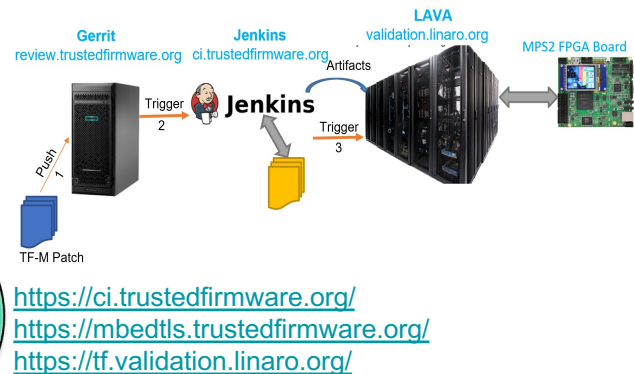 LAVA
validation.linaro.org
Gerrit
review.trustedfirmware.org
Jenkins
ci.trustedfirmware.org
MPS2 FPGA Board
Artifacts
Trigger
2
Jenkins
Trigger
3
Push
1
TF-M Patch
https://ci.trustedfirmware.org/
https://mbedtls.trustedfirmware.org/
https://tf.validation.linaro.org/